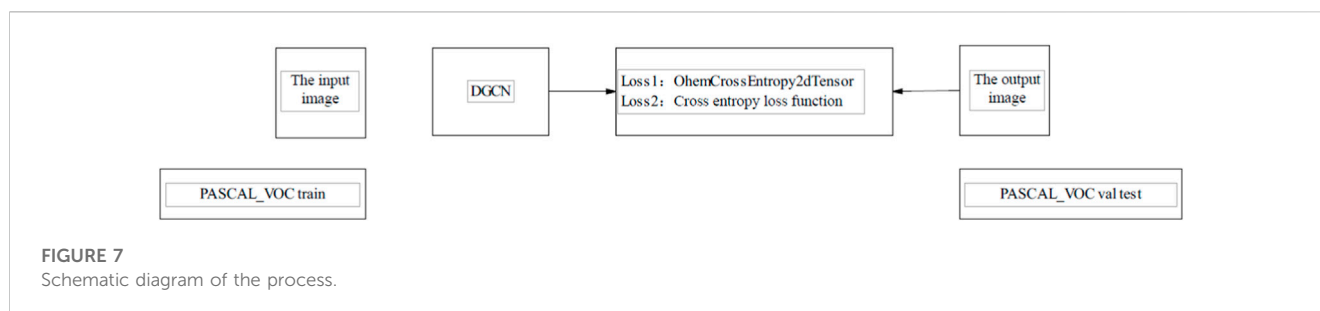 The input
image
DGCN
Loss1：OhemCrossEntropy2dTensor
Loss2：Cross entropy loss function
The output
image
PASCAL_VOC train
PASCAL_VOC val test
FIGURE 7
Schematic diagram of the process.